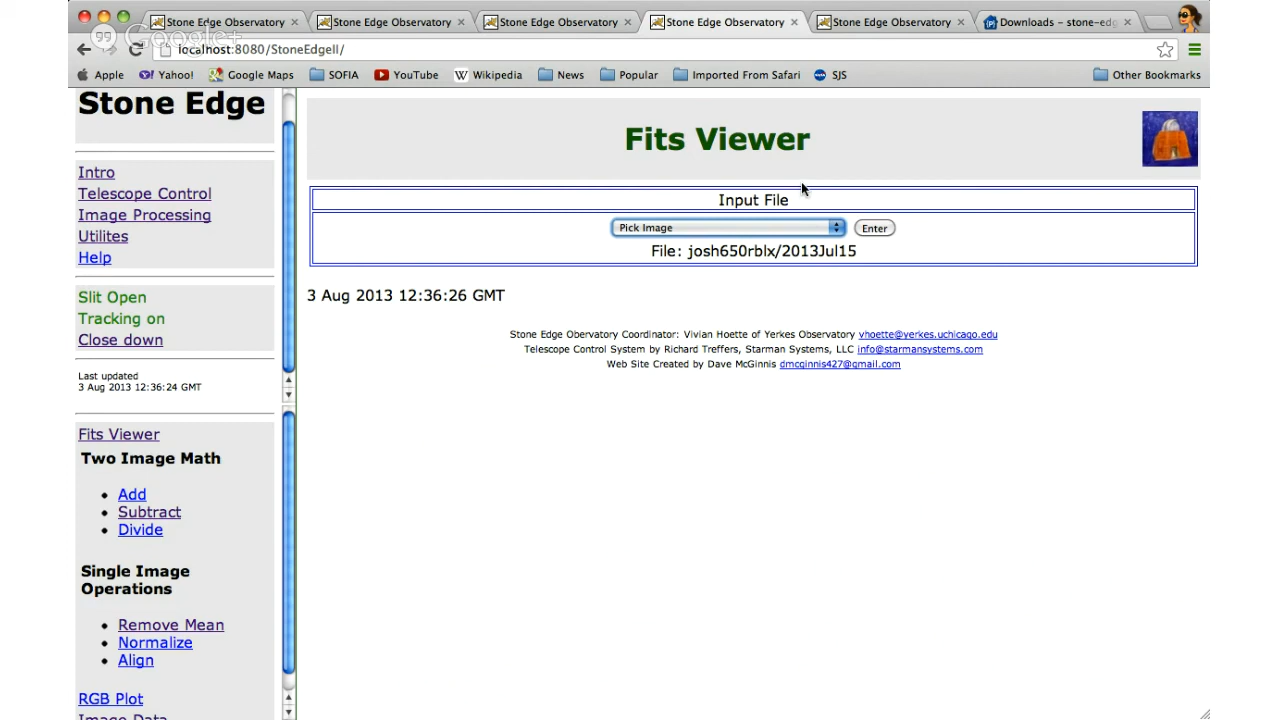 Stone Edge Observatory
Stone Edge Observatory
Stone Edge Observatory
Stone Edge Observatory
Stone Edge Observatory
Downloads – stone-edg
Google+
localhost:8080/StoneEdgeII/
Apple
Yahoo!
Google Maps
SOFIA
YouTube
W Wikipedia
News
Popular
Imported From Safari
SJS
Other Bookmarks
Stone Edge
Intro
Telescope Control
Image Processing
Utilites
Help
Slit Open
Tracking on
Close down
Last updated
3 Aug 2013 12:36:24 GMT
Fits Viewer
Two Image Math
Add
Subtract
Divide
Single Image
Operations
Remove Mean
Normalize
Align
RGB Plot
Image Data
Fits Viewer
Input File
Pick Image
Enter
File: josh650rblx/2013Jul15
3 Aug 2013 12:36:26 GMT
Stone Edge Obervatory Coordinator: Vivian Hoette of Yerkes Observatory vhoette@yerkes.uchicago.edu
Telescope Control System by Richard Treffers, Starman Systems, LLC info@starmansystems.com
Web Site Created by Dave McGinnis dmcginnis427@gmail.com